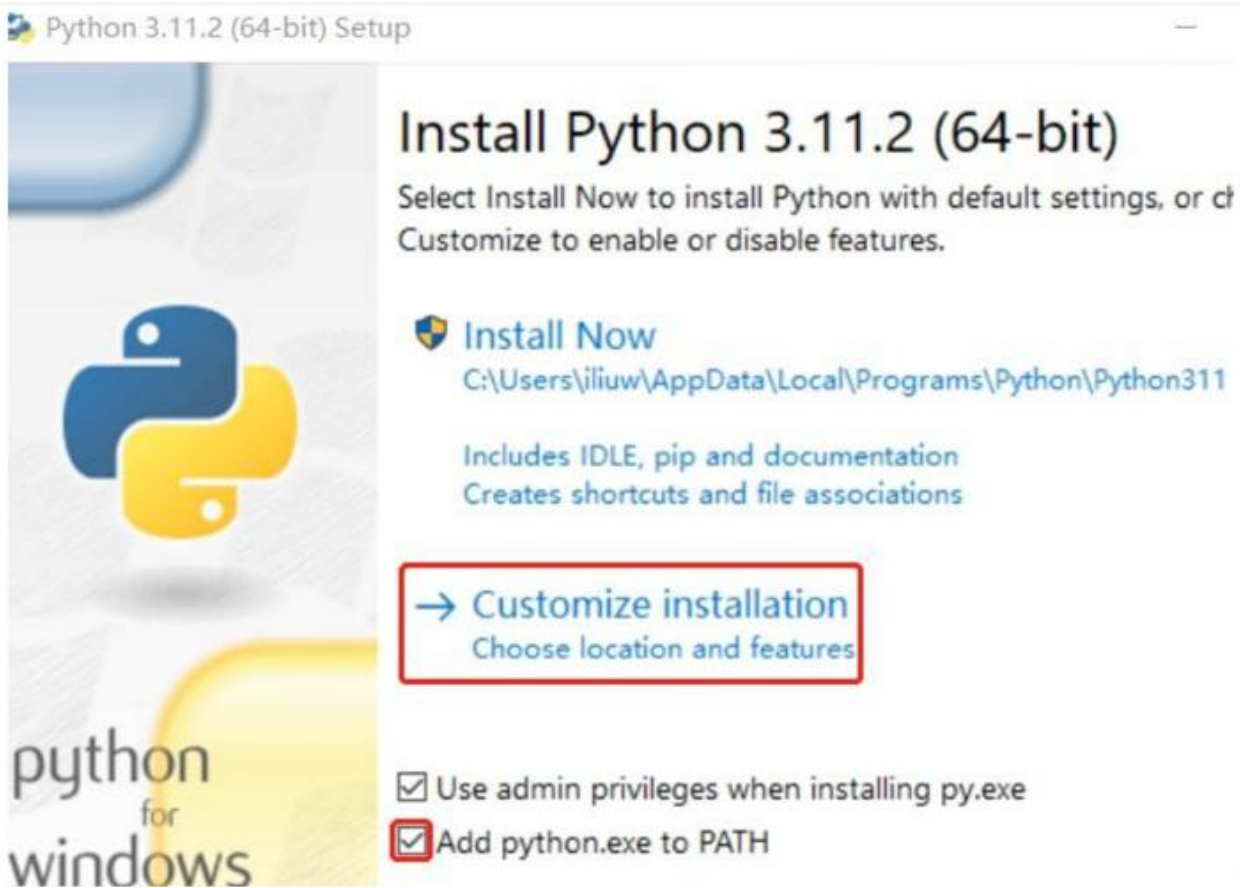 Python 3.11.2 (64-bit) Setup
Install Python 3.11.2 (64-bit)
Select Install Now to install Python with default settings, or
Customize to enable or disable features.
Install Now
C:\Users\iliuw\AppData\Local\Programs\Python\Python311
Includes IDLE, pip and documentation
Creates shortcuts and file associations
Customize installation
Choose location and features
Use admin privileges when installing py.exe
Add python.exe to PATH
python
for
windows